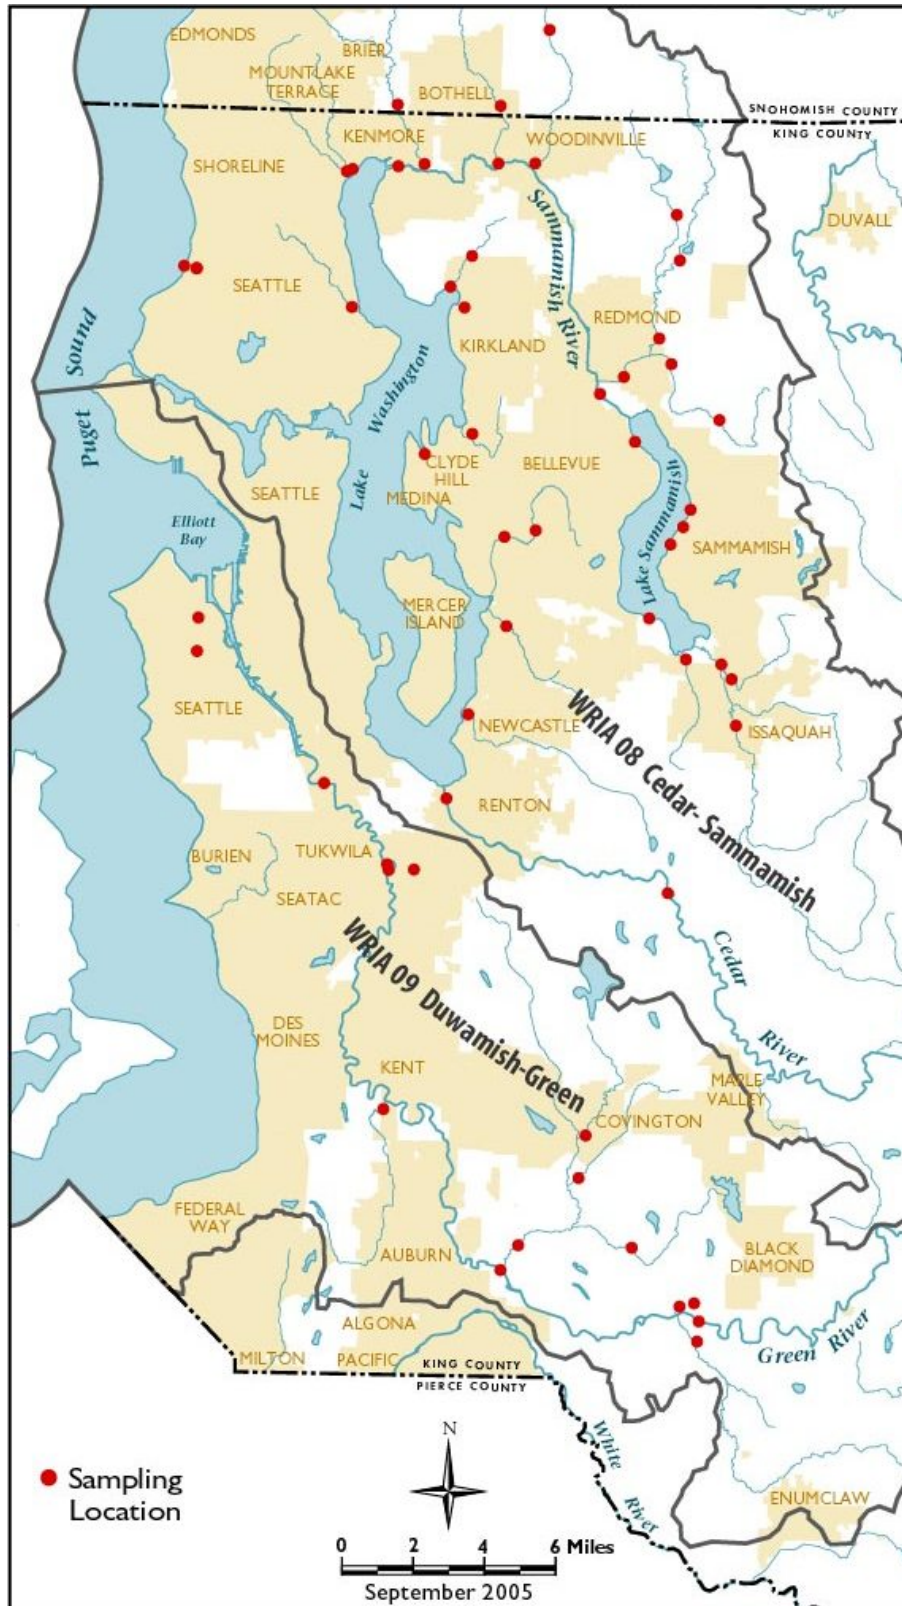 EDMONDS
BRIER
MOUNTLAKE
TERRACE
BOTHELL
SNOHOMISH COUNTY
KING COUNTY
KENMORE
WOODINVILLE
SHORELINE
DUVALL
Sammamish River
SEATTLE
REDMOND
Puget Sound
KIRKLAND
Lake Washington
CLYDE
HILL
BELLEVUE
SEATTLE
MEDINA
Lake Sammamish
Elliott
Bay
SAMMAMISH
MERCER
ISLAND
SEATTLE
NEWCASTLE
WRIA 08 Cedar-Sammamish
ISSAQUAH
RENTON
BURIEN
TUKWILA
SEATAC
WRIA 09 Duwamish-Green
Cedar
River
DES
MOINES
KENT
MAPLE
VALLEY
COVINGTON
FEDERAL
WAY
AUBURN
BLACK
DIAMOND
ALGONA
Green River
MILTON
PACIFIC
KING COUNTY
PIERCE COUNTY
White
River
N
Sampling
Location
ENUMCLAW
0 2 4 6 Miles
September 2005